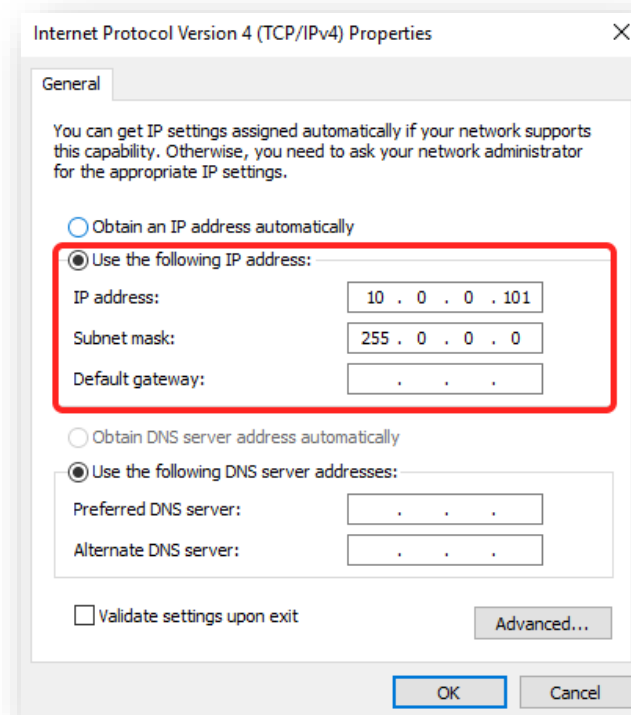 Internet Protocol Version 4 (TCP/IPv4) Properties
General
You can get IP settings assigned automatically if your network supports
this capability. Otherwise, you need to ask your network administrator
for the appropriate IP settings.
Obtain an IP address automatically
Use the following IP address:
IP address: 10 . 0 . 0 . 101
Subnet mask: 255 . 0 . 0 . 0
Default gateway: . . .
Obtain DNS server address automatically
Use the following DNS server addresses:
Preferred DNS server: . . .
Alternate DNS server: . . .
Validate settings upon exit
Advanced...
OK Cancel